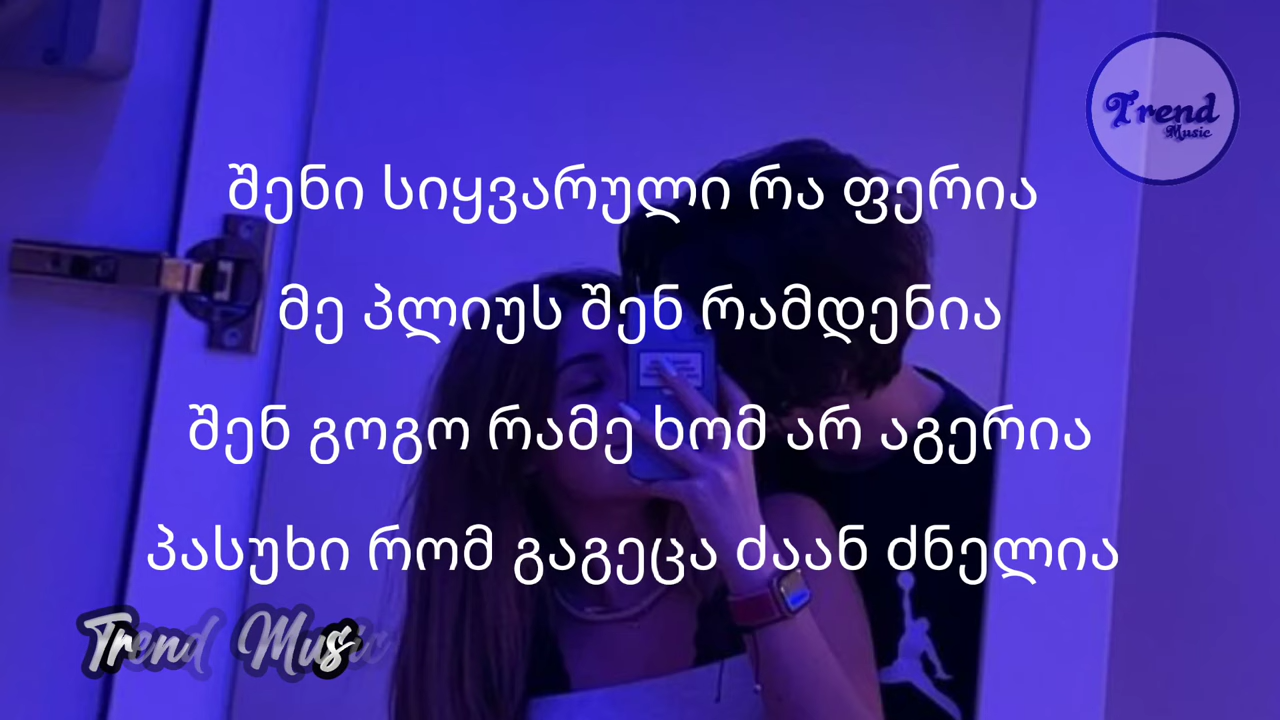 Trend
Music
შენი სიყვარული რა ფერია
მე პლიუს შენ რამდენია
შენ გოგო რამე ხომ არ აგერია
პასუხი რომ გაგეცა ძაან ძნელია
Trend Music